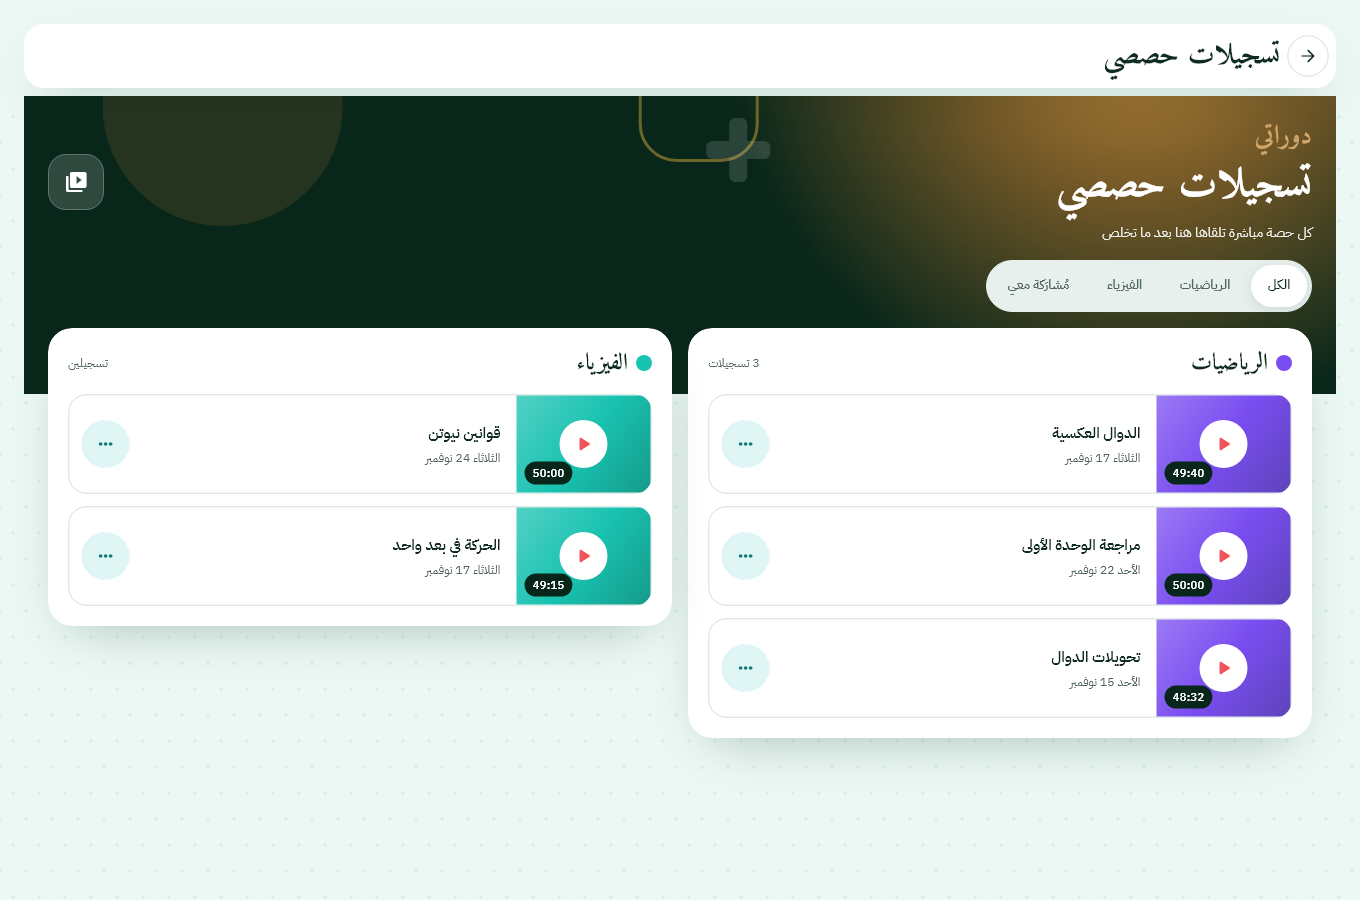 تسجيلات حصصي
دوراتي
تسجيلات حصصي
كل حصة مباشرة تلقاها هنا بعد ما تخلص
الكل
الرياضيات
الفيزياء
مُشارَكة معي
الرياضيات
3 تسجيلات
الدوال العكسية
الثلاثاء 17 نوفمبر
49:40
مراجعة الوحدة الأولى
الأحد 22 نوفمبر
50:00
تحويلات الدوال
الأحد 15 نوفمبر
48:32
الفيزياء
تسجيلين
قوانين نيوتن
الثلاثاء 24 نوفمبر
50:00
الحركة في بعد واحد
الثلاثاء 17 نوفمبر
49:15